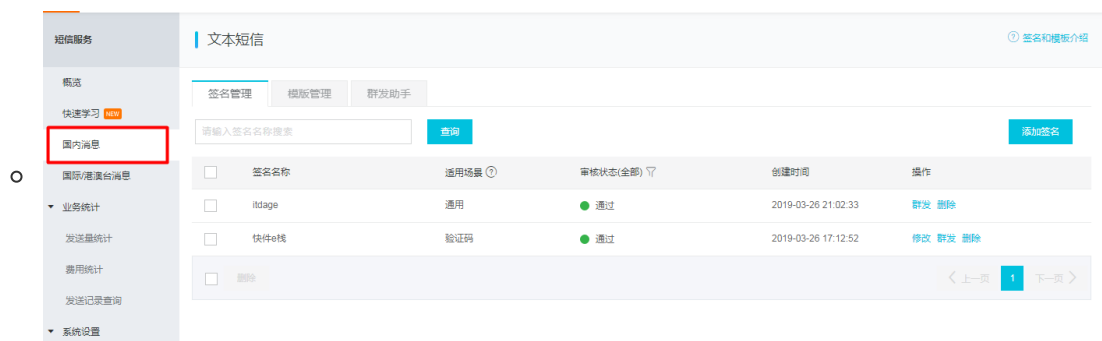 短信服务
文本短信
签名和模板介绍
概览
快速学习 NEW
国内消息
国际/港澳台消息
业务统计
发送量统计
费用统计
发送记录查询
系统设置
签名管理 模版管理 群发助手
请输入签名名称搜索 查询 添加签名
签名名称 适用场景 审核状态(全部) 创建时间 操作
itdage 通用 通过 2019-03-26 21:02:33 群发 删除
快件e栈 验证码 通过 2019-03-26 17:12:52 修改 群发 删除
删除 上一页 1 下一页